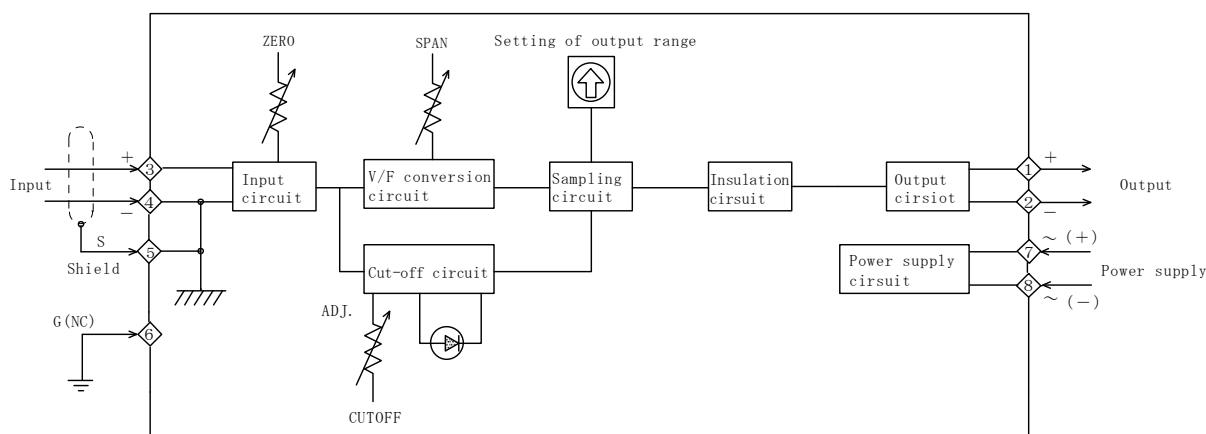 ZERO
SPAN
Setting of output range
Input
+
3
−
4
Input
circuit
V/F conversion
circuit
Sampling
circuit
Insulation
circuit
Output
cirsiot
1
+
2
−
Output
S
5
Shield
Cut-off circuit
Power supply
cirsuit
7
~ (+)
8
~ (−)
Power supply
G(NC)
6
ADJ.
CUTOFF